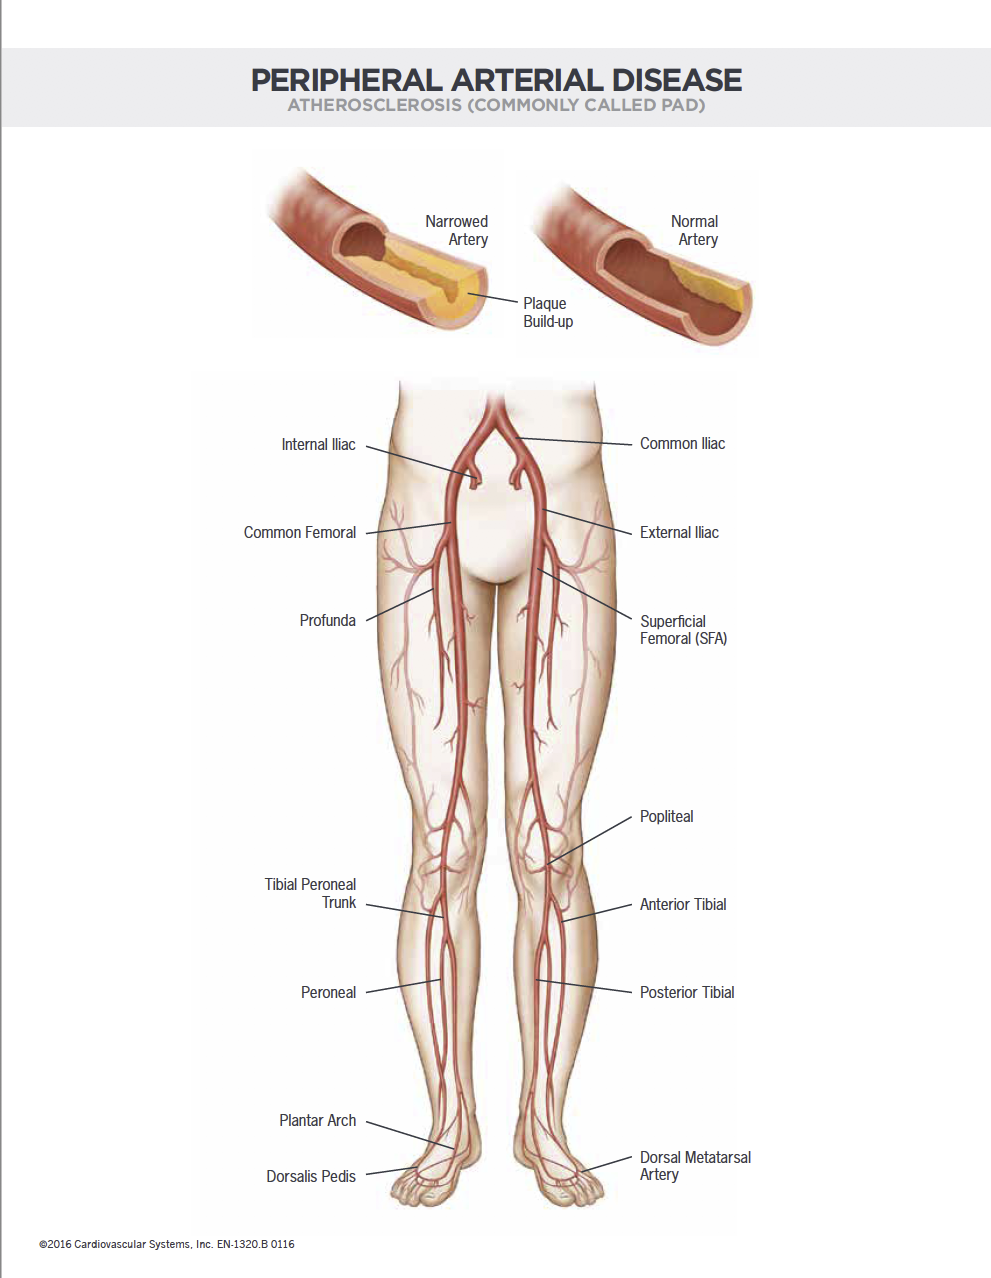 PERIPHERAL ARTERIAL DISEASE
ATHEROSCLEROSIS (COMMONLY CALLED PAD)
Narrowed
Artery
Normal
Artery
Plaque
Build-up
Internal Iliac
Common Iliac
Common Femoral
External Iliac
Profunda
Superficial
Femoral (SFA)
Popliteal
Tibial Peroneal
Trunk
Anterior Tibial
Peroneal
Posterior Tibial
Plantar Arch
Dorsal Metatarsal
Artery
Dorsalis Pedis
©2016 Cardiovascular Systems, Inc. EN-1320.B 0116